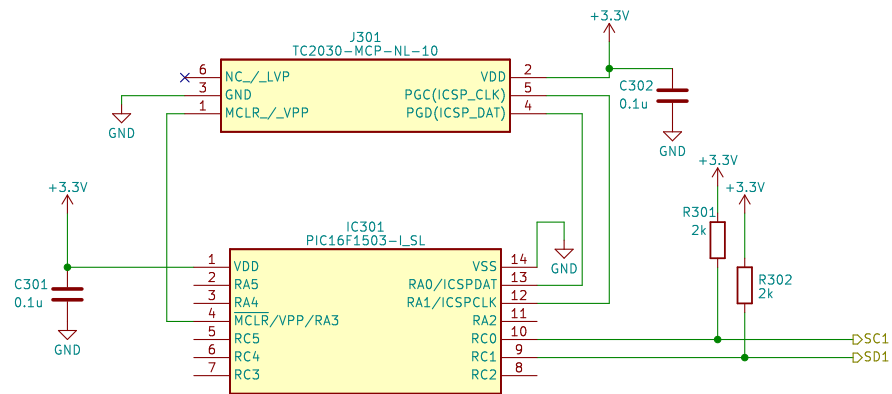 +3.3V
J301
TC2030-MCP-NL-10
6 NC_/_LVP VDD 2
3 GND PGC(ICSP_CLK) 5
1 MCLR_/_VPP PGD(ICSP_DAT) 4
C302
0.1u
GND
GND
+3.3V
+3.3V
+3.3V
R301
2k
IC301
PIC16F1503-I_SL
1 VDD VSS 14
GND
2 RA5 RA0/ICSPDAT 13
3 RA4 RA1/ICSPCLK 12
4 MCLR/VPP/RA3 RA2 11
5 RC5 RC0 10
6 RC4 RC1 9
7 RC3 RC2 8
C301
0.1u
GND
R302
2k
SC1
SD1